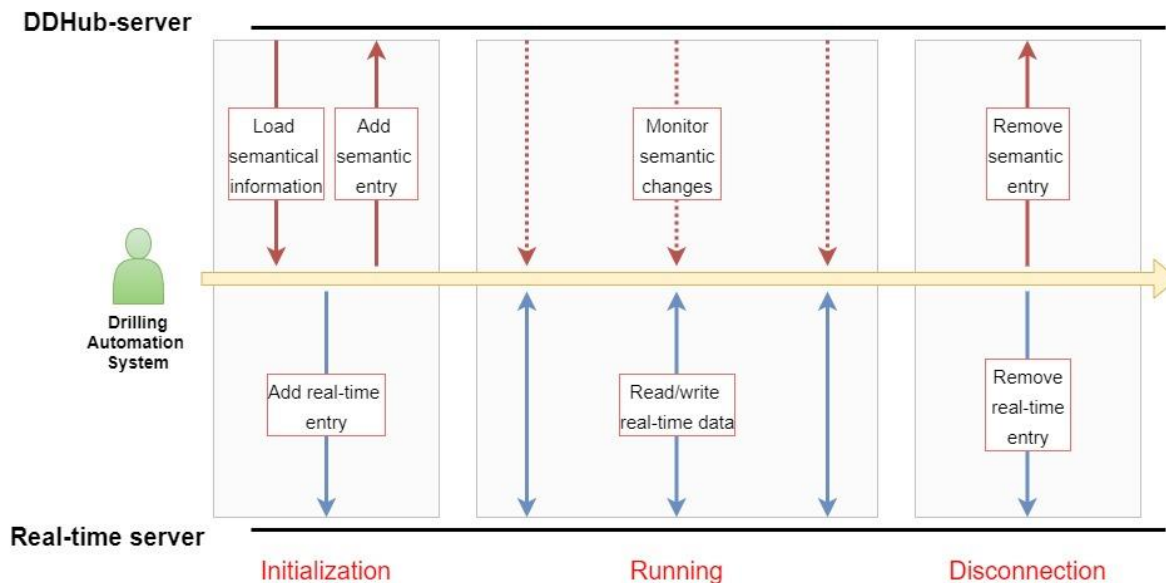 DDHub-server
Load
semantical
information
Add
semantic
entry
Monitor
semantic
changes
Remove
semantic
entry
Drilling
Automation
System
Add real-time
entry
Read/write
real-time data
Remove
real-time
entry
Real-time server
Initialization
Running
Disconnection